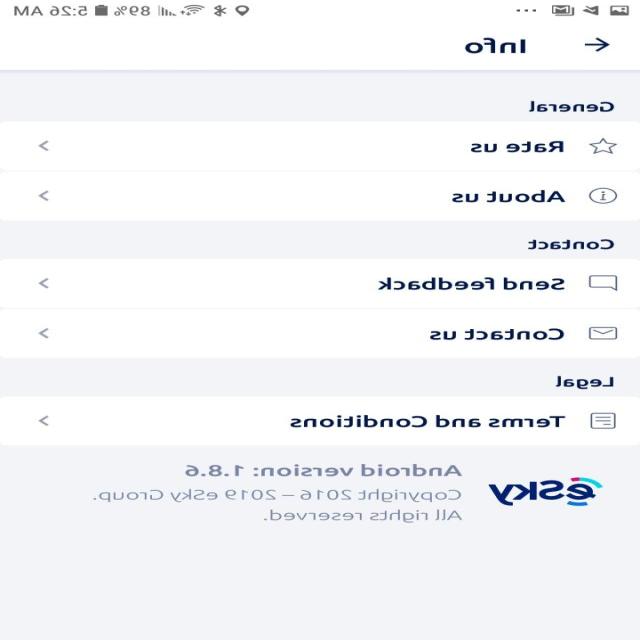 89% 5:26 AM
Info
General
Rate us
About us
Contact
Send feedback
Contact us
Legal
Terms and Conditions
eSky
Android version: 1.8.6
Copyright 2016 – 2019 eSky Group.
All rights reserved.